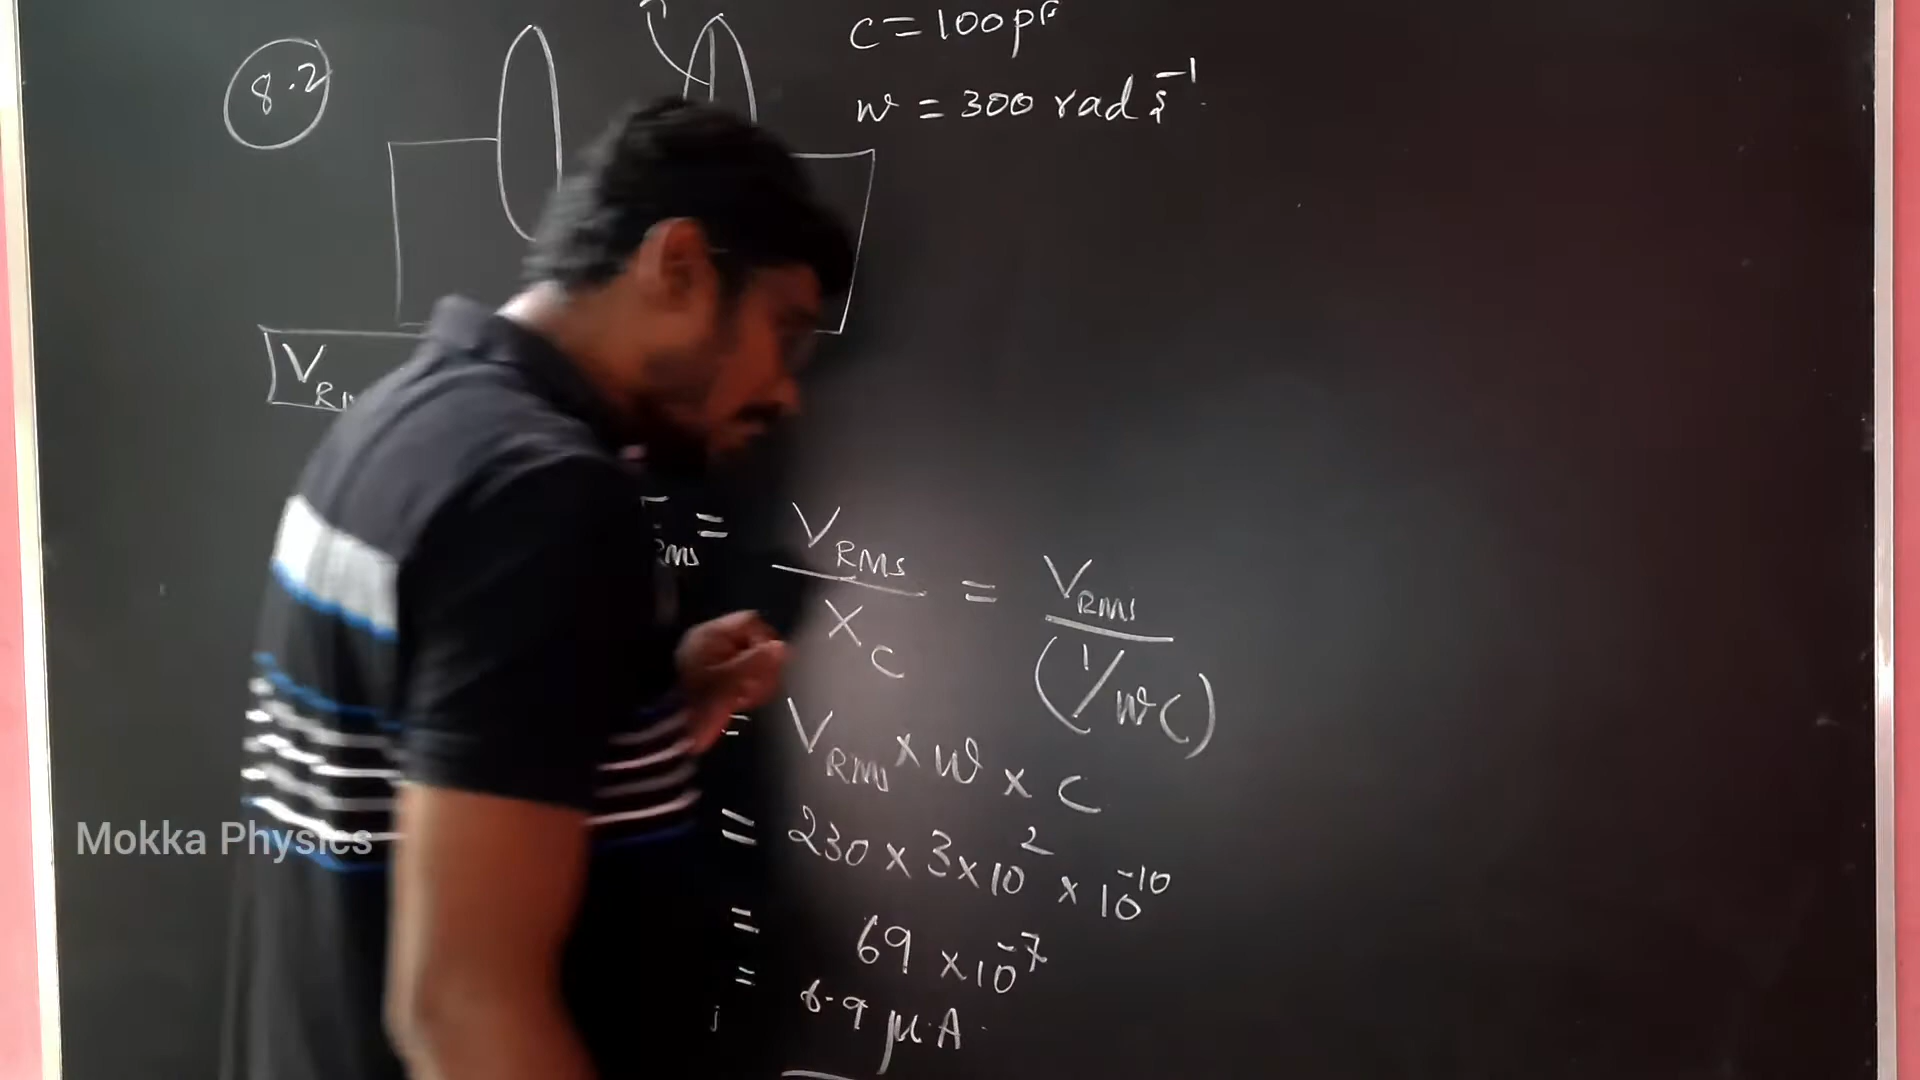 8.2
C = 100pF
w = 300 rad s⁻¹
V
RMS = V_RMS / X_C = V_RMS / (1/wC)
= V_RMS × w × C
= 230 × 3 × 10² × 10⁻¹⁰
= 69 × 10⁻⁷
= 6.9 μA
Mokka Physics